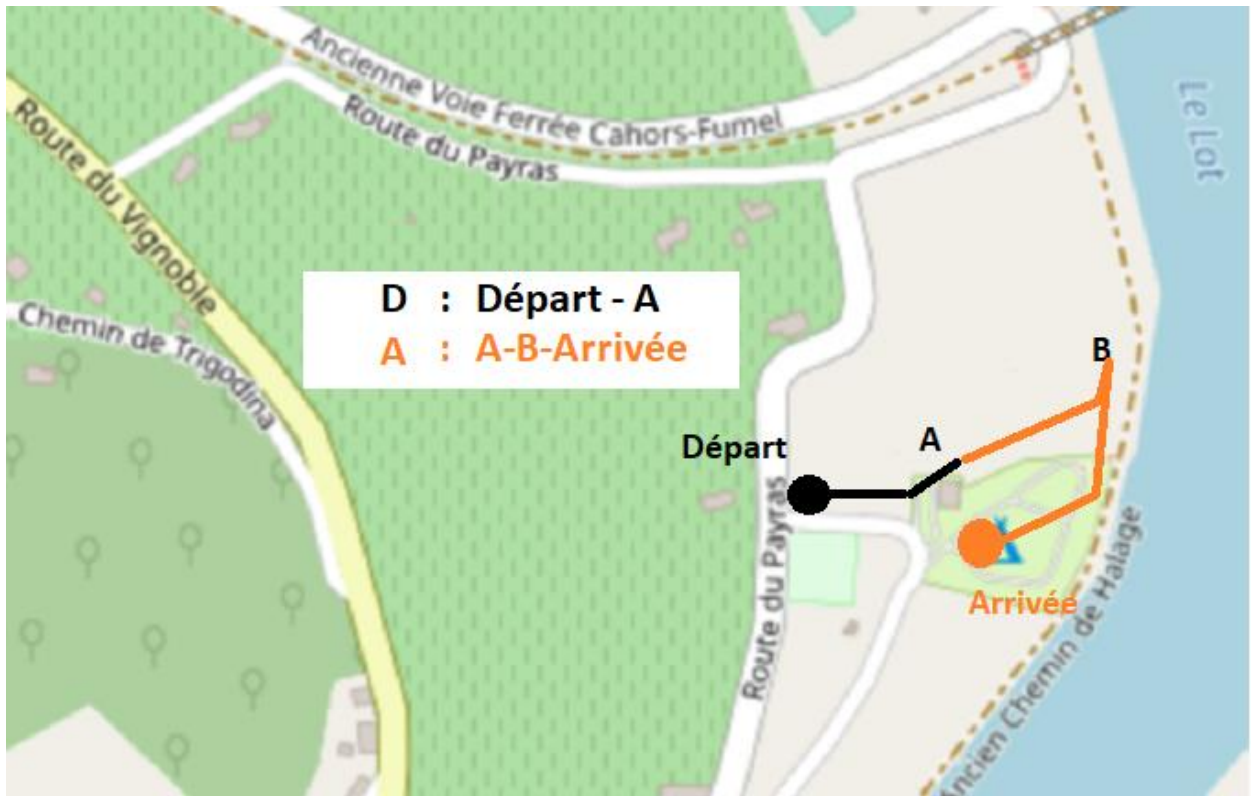 Ancienne Voie Ferrée Cahors-Fumel
Route du Payras
Le Lot
Route du Vignoble
D : Départ - A
A : A-B-Arrivée
Chemin de Trigodina
B
Départ
A
Route du Payras
Arrivée
Ancien Chemin de Halage